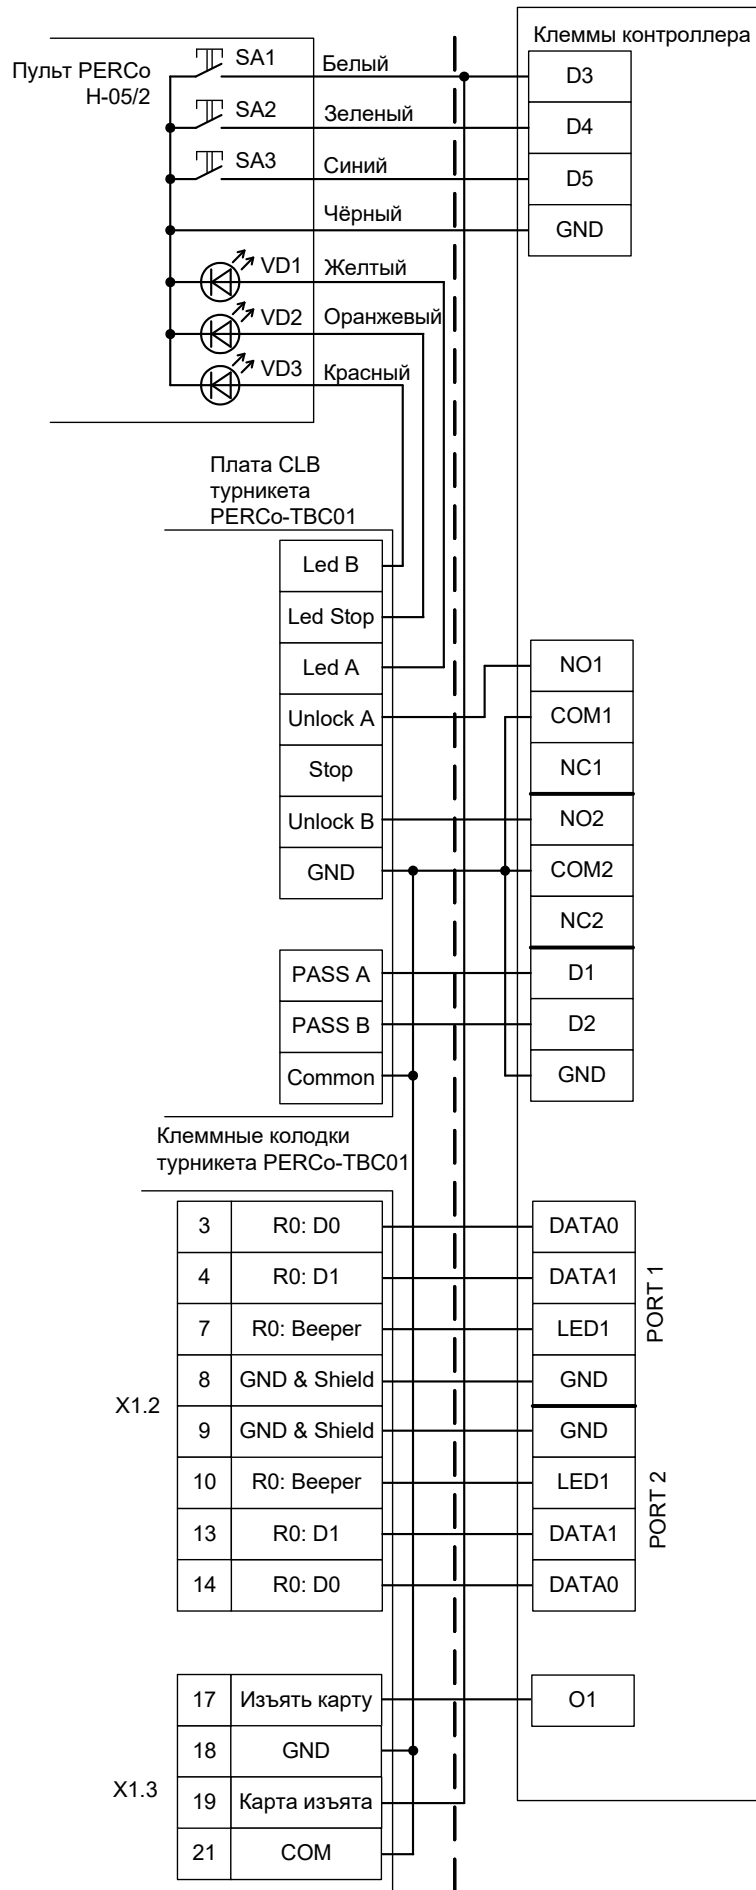 Клеммы контроллера
Пульт PERCo
H-05/2
SA1
Белый
D3
SA2
Зеленый
D4
SA3
Синий
D5
Чёрный
GND
VD1
Желтый
VD2
Оранжевый
VD3
Красный
Плата CLB
турникета
PERCo-TBC01
Led B
Led Stop
Led A
NO1
Unlock A
COM1
Stop
NC1
Unlock B
NO2
GND
COM2
NC2
PASS A
D1
PASS B
D2
Common
GND
Клеммные колодки
турникета PERCo-TBC01
3
R0: D0
DATA0
4
R0: D1
DATA1
PORT 1
7
R0: Beeper
LED1
8
GND & Shield
GND
X1.2
9
GND & Shield
GND
10
R0: Beeper
LED1
PORT 2
13
R0: D1
DATA1
14
R0: D0
DATA0
17
Изъять карту
O1
18
GND
X1.3
19
Карта изъята
21
COM